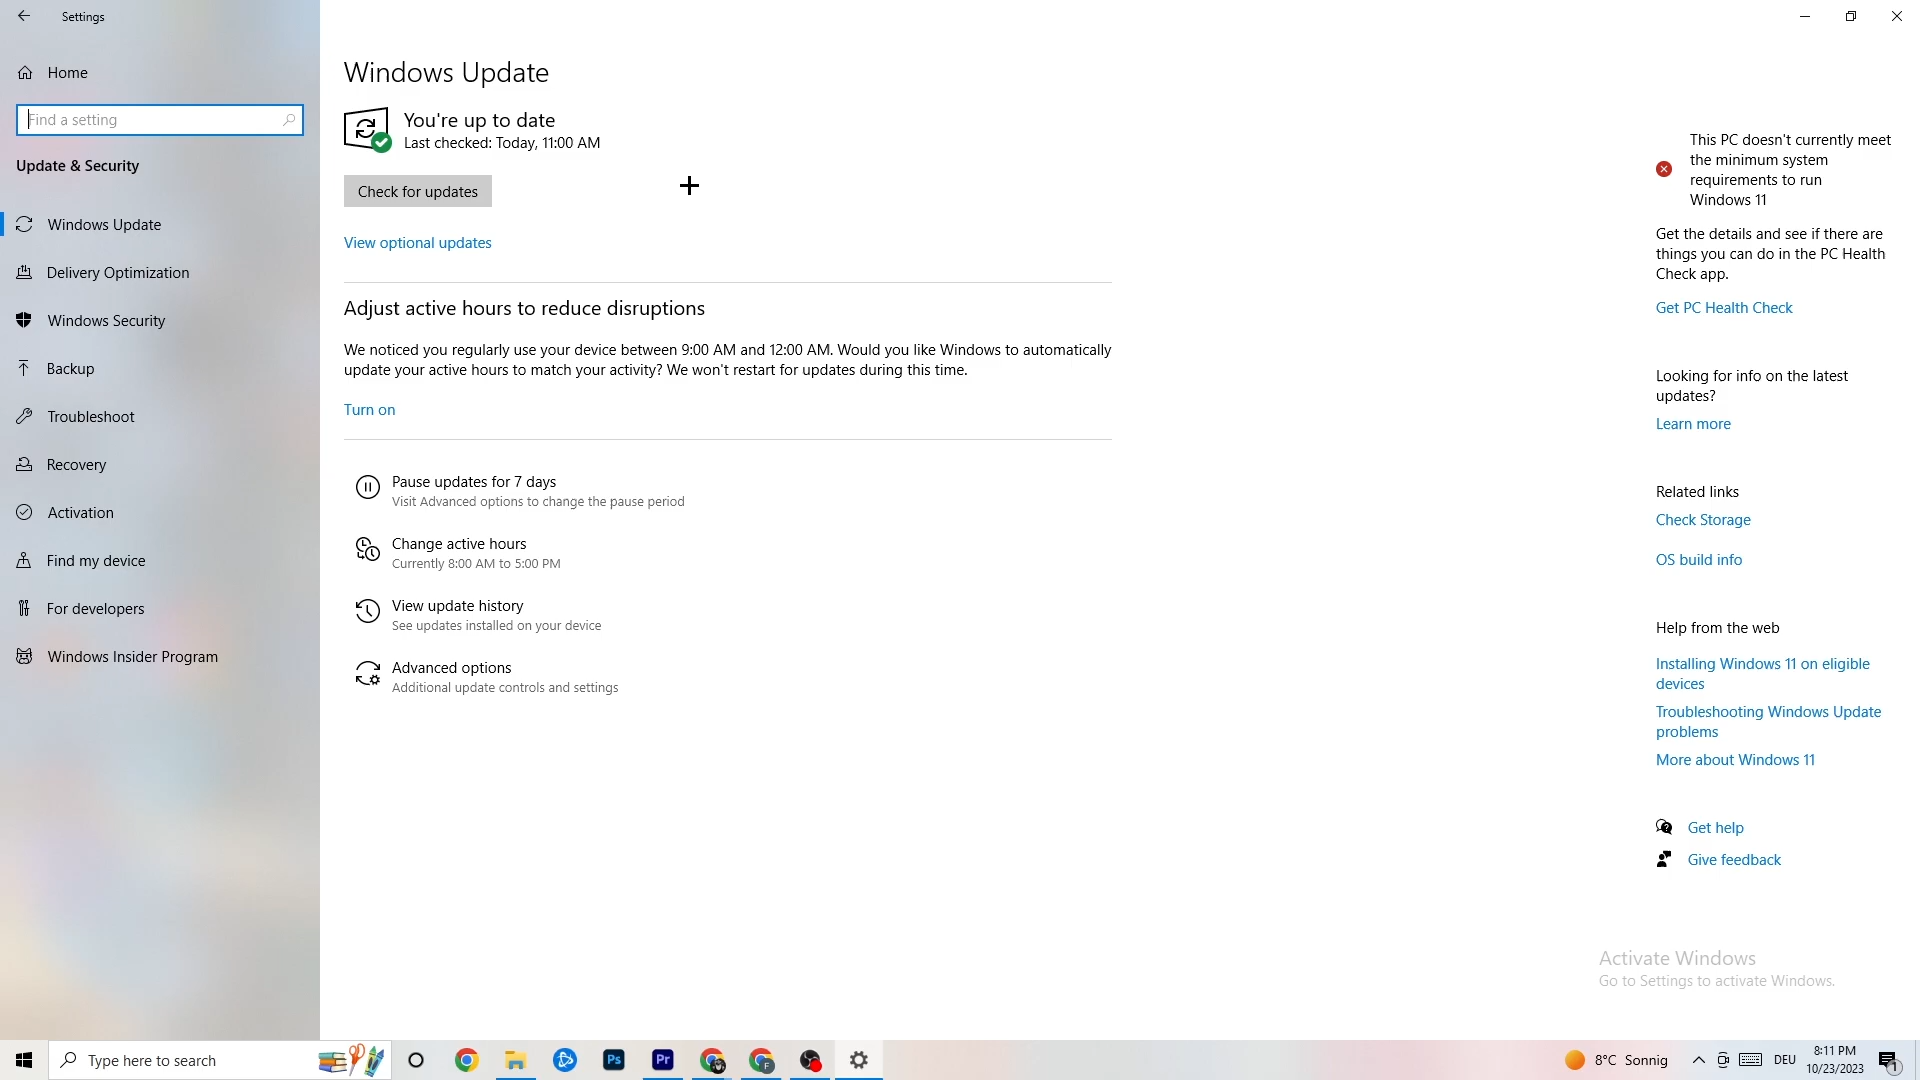 Settings
Home
Find a setting
Update & Security
Windows Update
Delivery Optimization
Windows Security
Backup
Troubleshoot
Recovery
Activation
Find my device
For developers
Windows Insider Program
Windows Update
You're up to date
Last checked: Today, 11:00 AM
Check for updates
View optional updates
Adjust active hours to reduce disruptions
We noticed you regularly use your device between 9:00 AM and 12:00 AM. Would you like Windows to automatically
update your active hours to match your activity? We won't restart for updates during this time.
Turn on
Pause updates for 7 days
Visit Advanced options to change the pause period
Change active hours
Currently 8:00 AM to 5:00 PM
View update history
See updates installed on your device
Advanced options
Additional update controls and settings
This PC doesn't currently meet
the minimum system
requirements to run
Windows 11
Get the details and see if there are
things you can do in the PC Health
Check app.
Get PC Health Check
Looking for info on the latest
updates?
Learn more
Related links
Check Storage
OS build info
Help from the web
Installing Windows 11 on eligible
devices
Troubleshooting Windows Update
problems
More about Windows 11
Get help
Give feedback
Activate Windows
Go to Settings to activate Windows.
Type here to search
Ps
Pr
F
8°C Sonnig
DEU
8:11 PM
10/23/2023
1